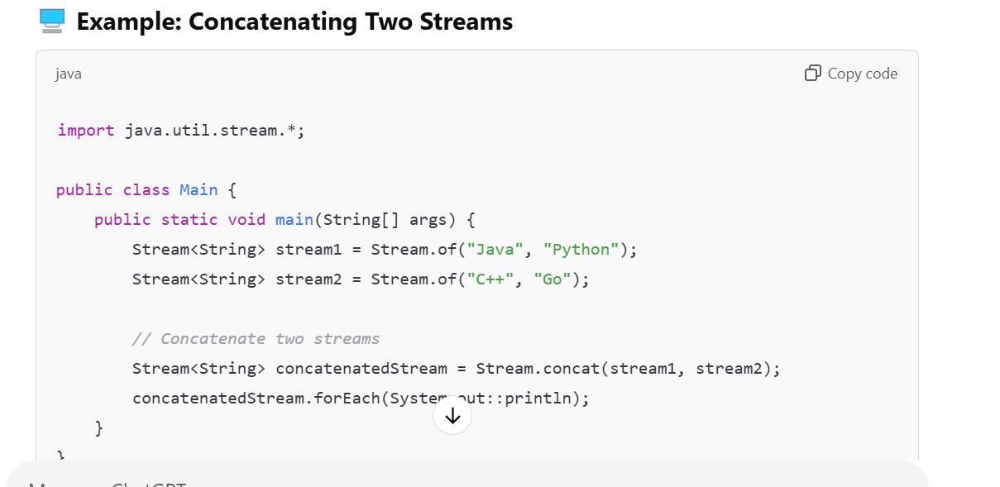 Example: Concatenating Two Streams
java
Copy code
import java.util.stream.*;
public class Main {
    public static void main(String[] args) {
        Stream<String> stream1 = Stream.of("Java", "Python");
        Stream<String> stream2 = Stream.of("C++", "Go");
        // Concatenate two streams
        Stream<String> concatenatedStream = Stream.concat(stream1, stream2);
        concatenatedStream.forEach(System.out::println);
    }
}
ChatGPT